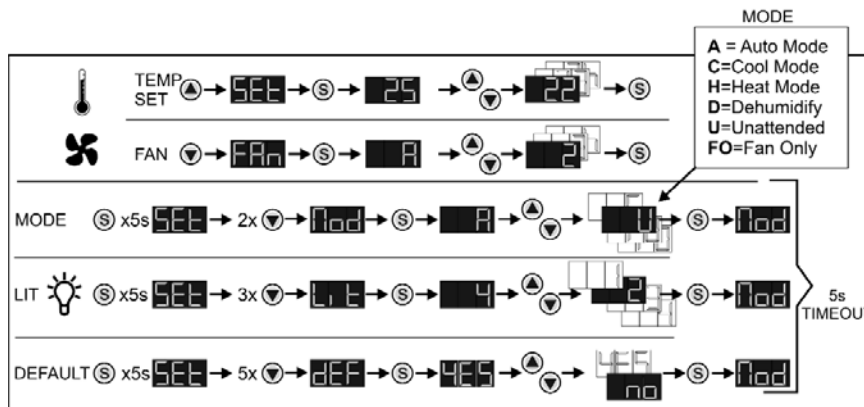 MODE
A = Auto Mode
C=Cool Mode
H=Heat Mode
D=Dehumidify
U=Unattended
FO=Fan Only
TEMP SET SEt S 25 22 S
FAN FAn S A 2 S
MODE S x5s SEt 2x Mod S A U S Mod
LIT S x5s SEt 3x Lit S 4 2 S Mod
5s
TIMEOUT
DEFAULT S x5s SEt 5x dEF S YES no S Mod